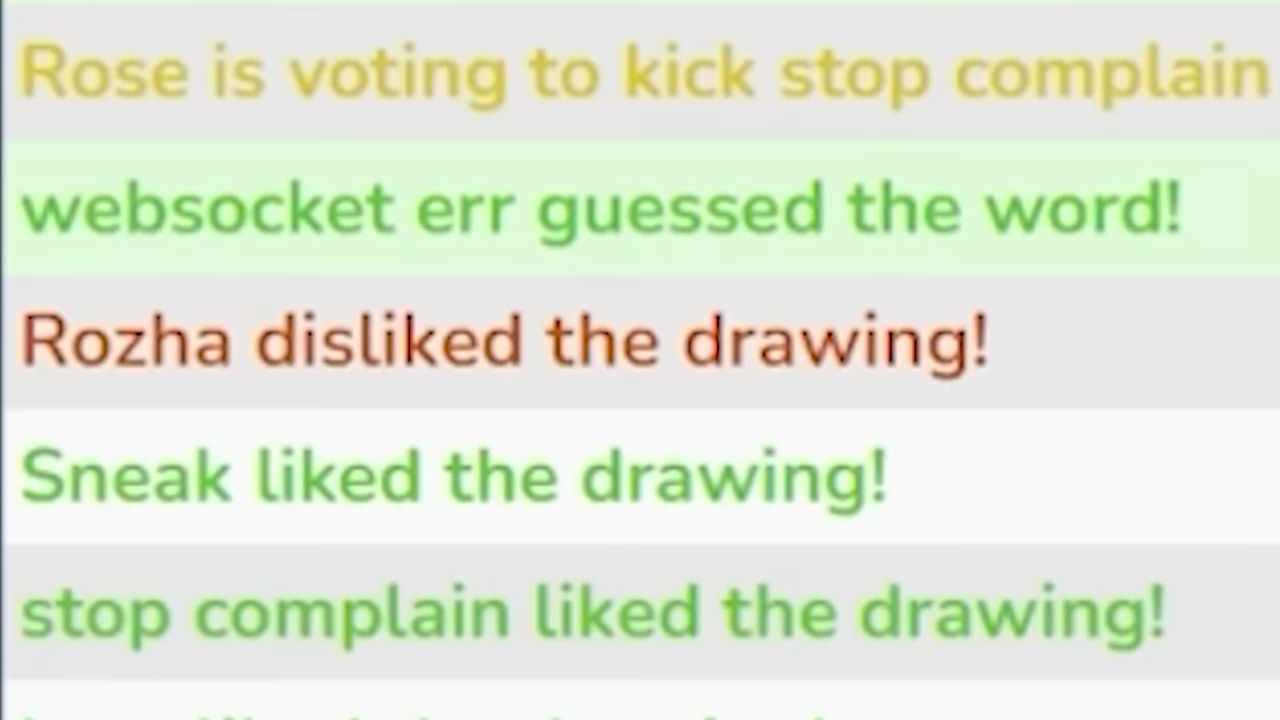 Rose is voting to kick stop complain
websocket err guessed the word!
Rozha disliked the drawing!
Sneak liked the drawing!
stop complain liked the drawing!